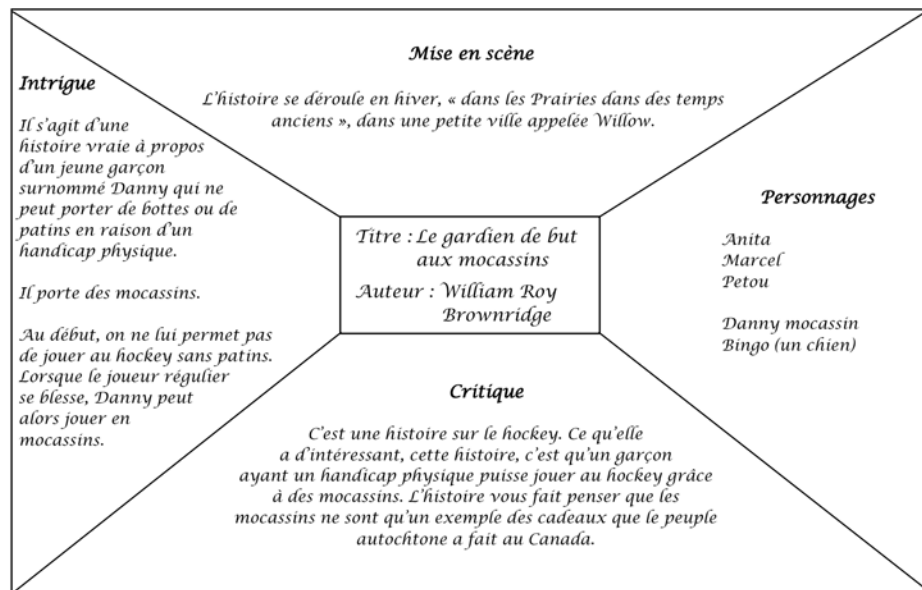 Mise en scène
L'histoire se déroule en hiver, « dans les Prairies dans des temps
anciens », dans une petite ville appelée Willow.
Intrigue
Il s'agit d'une
histoire vraie à propos
d'un jeune garçon
surnommé Danny qui ne
peut porter de bottes ou de
patins en raison d'un
handicap physique.
Il porte des mocassins.
Au début, on ne lui permet pas
de jouer au hockey sans patins.
Lorsque le joueur régulier
se blesse, Danny peut
alors jouer en
mocassins.
Titre : Le gardien de but
aux mocassins
Auteur : William Roy
Brownridge
Personnages
Anita
Marcel
Petou
Danny mocassin
Bingo (un chien)
Critique
C'est une histoire sur le hockey. Ce qu'elle
a d'intéressant, cette histoire, c'est qu'un garçon
ayant un handicap physique puisse jouer au hockey grâce
à des mocassins. L'histoire vous fait penser que les
mocassins ne sont qu'un exemple des cadeaux que le peuple
autochtone a fait au Canada.